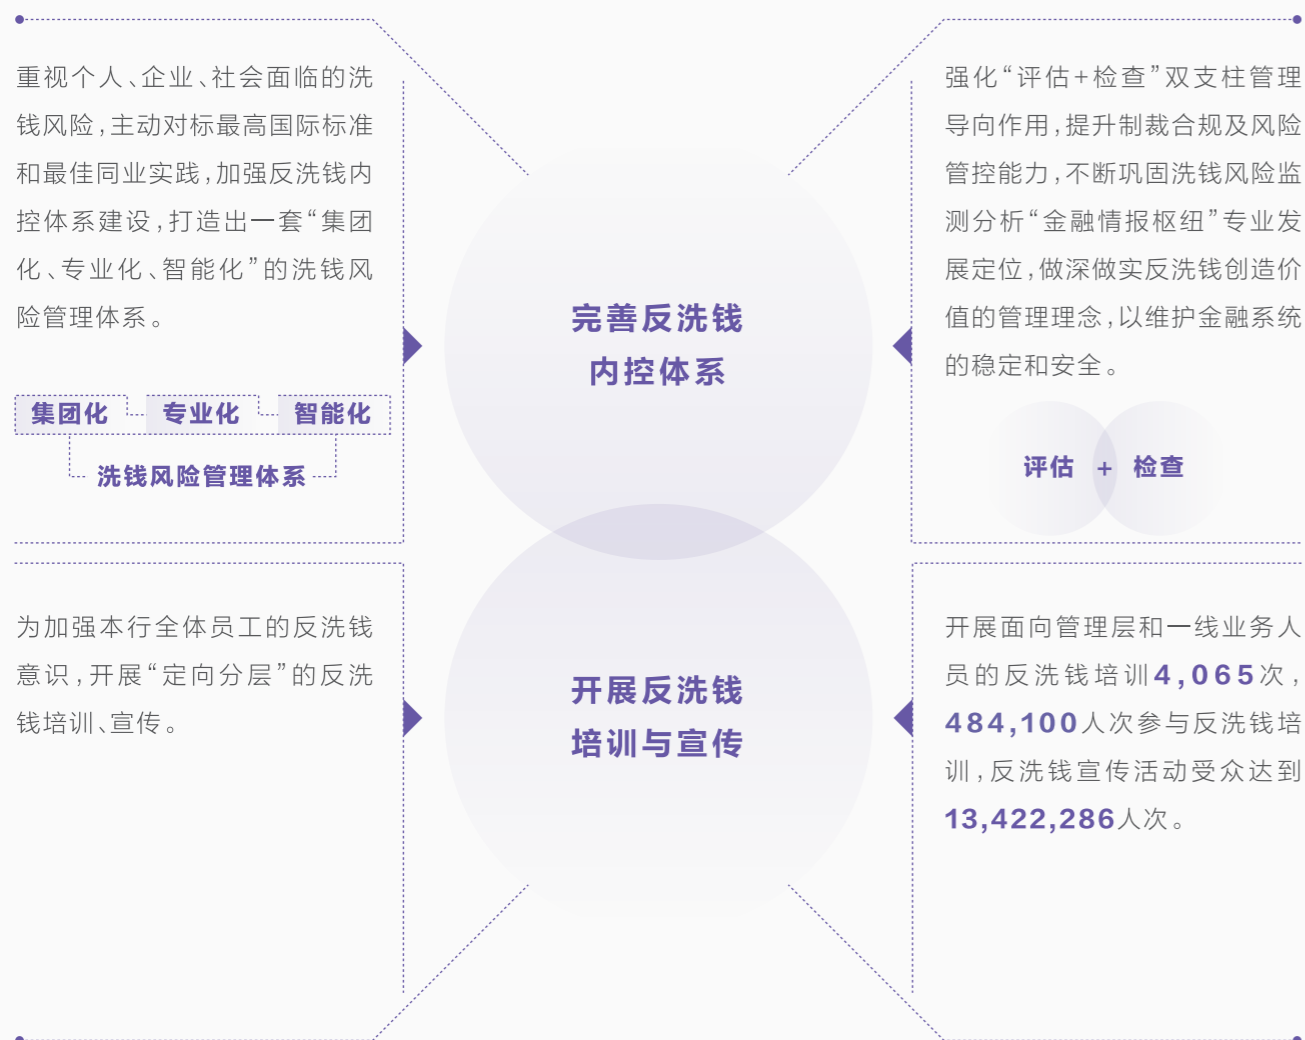 重视个人、企业、社会面临的洗
钱风险，主动对标最高国际标准
和最佳同业实践，加强反洗钱内
控体系建设，打造出一套“集团
化、专业化、智能化”的洗钱风
险管理体系。
集团化 专业化 智能化
洗钱风险管理体系
完善反洗钱
内控体系
强化“评估+检查”双支柱管理
导向作用，提升制裁合规及风险
管控能力，不断巩固洗钱风险监
测分析“金融情报枢纽”专业发
展定位，做深做实反洗钱创造价
值的管理理念，以维护金融系统
的稳定和安全。
评估 + 检查
为加强本行全体员工的反洗钱
意识，开展“定向分层”的反洗
钱培训、宣传。
开展反洗钱
培训与宣传
开展面向管理层和一线业务人
员的反洗钱培训4,065次，
484,100人次参与反洗钱培
训，反洗钱宣传活动受众达到
13,422,286人次。